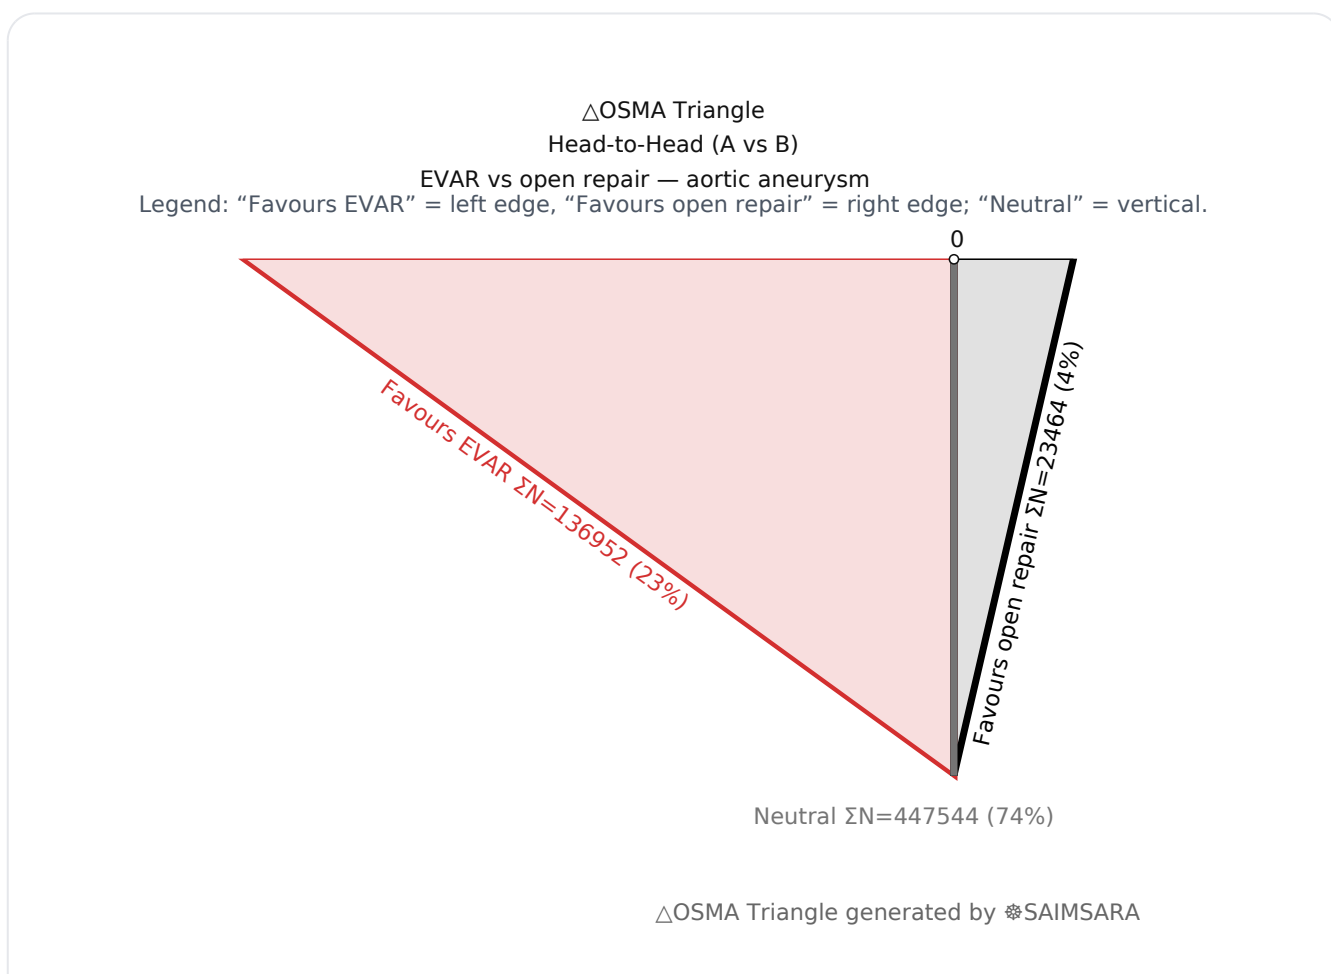 △OSMA Triangle
Head-to-Head (A vs B)
EVAR vs open repair — aortic aneurysm
Legend: “Favours EVAR” = left edge, “Favours open repair” = right edge; “Neutral” = vertical.
0
Favours EVAR ΣN=136952 (23%)
Favours open repair ΣN=23464 (4%)
Neutral ΣN=447544 (74%)
△OSMA Triangle generated by ☸SAIMSARA